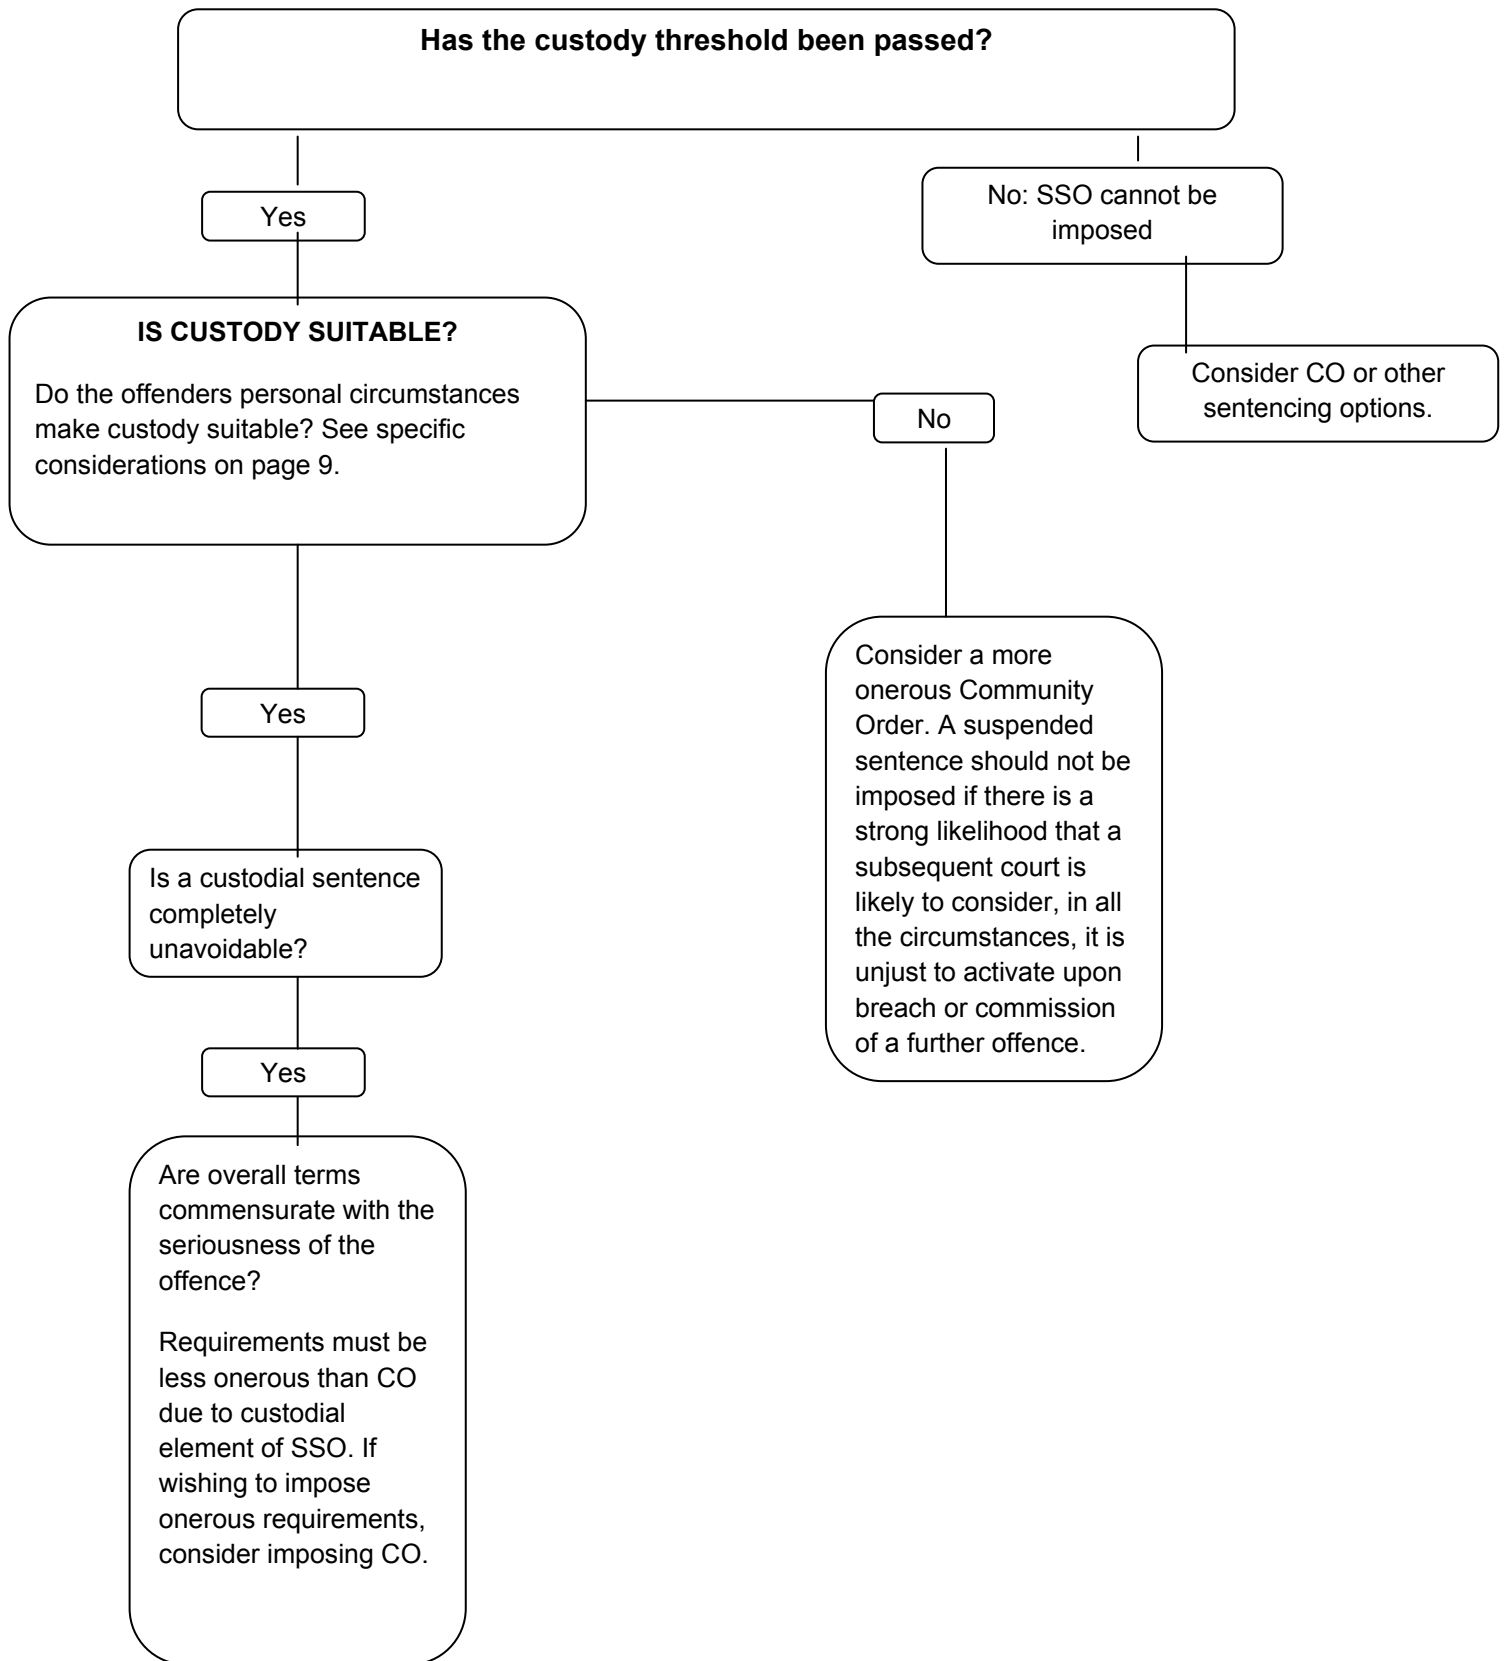 Has the custody threshold been passed?
Yes
No: SSO cannot be
imposed
IS CUSTODY SUITABLE?
Do the offenders personal circumstances
make custody suitable? See specific
considerations on page 9.
No
Consider CO or other
sentencing options.
Consider a more
onerous Community
Order. A suspended
sentence should not be
imposed if there is a
strong likelihood that a
subsequent court is
likely to consider, in all
the circumstances, it is
unjust to activate upon
breach or commission
of a further offence.
Yes
Is a custodial sentence
completely
unavoidable?
Yes
Are overall terms
commensurate with the
seriousness of the
offence?
Requirements must be
less onerous than CO
due to custodial
element of SSO. If
wishing to impose
onerous requirements,
consider imposing CO.